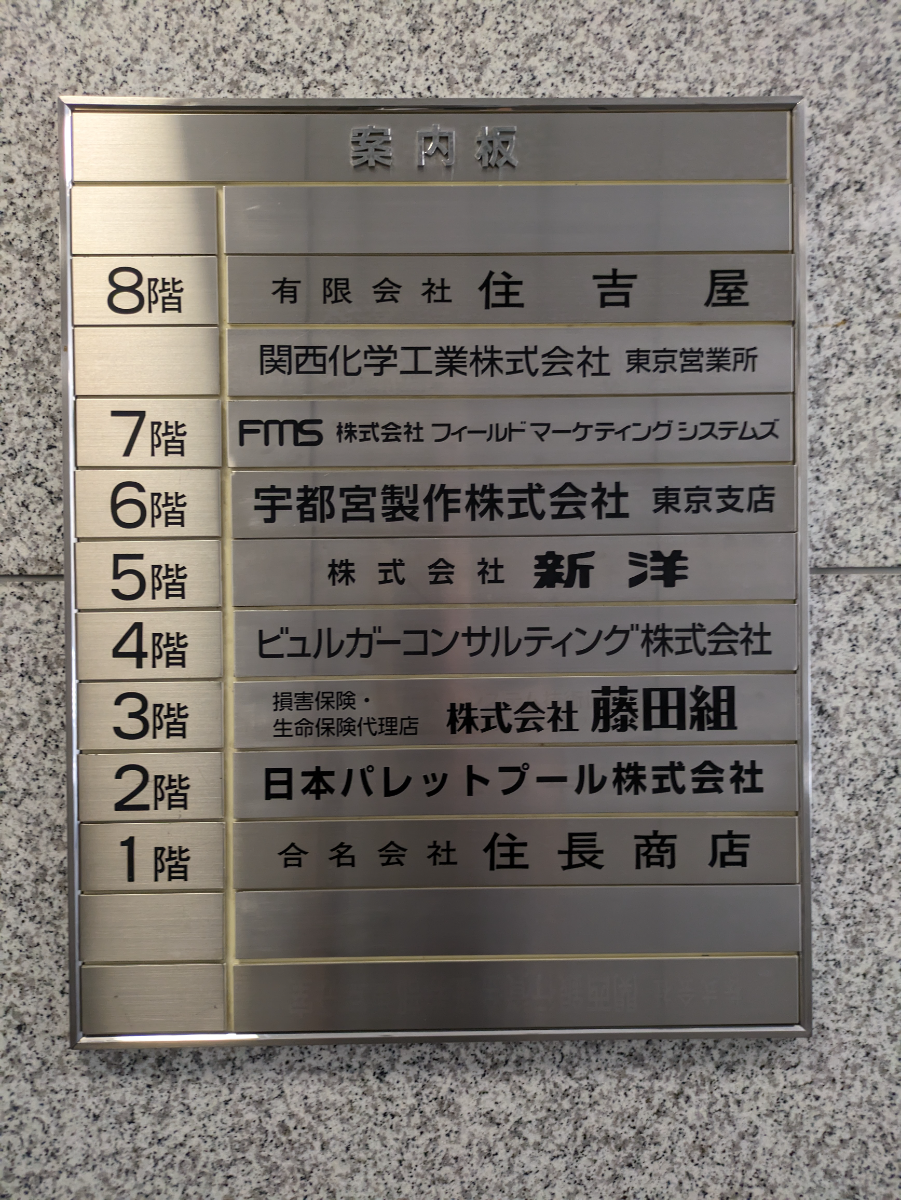 案内板
8階 有限会社 住吉屋
関西化学工業株式会社 東京営業所
7階 FMS 株式会社 フィールドマーケティングシステムズ
6階 宇都宮製作株式会社 東京支店
5階 株式会社 新洋
4階 ビュルガーコンサルティング株式会社
3階 損害保険・
生命保険代理店 株式会社 藤田組
2階 日本パレットプール株式会社
1階 合名会社 住長商店